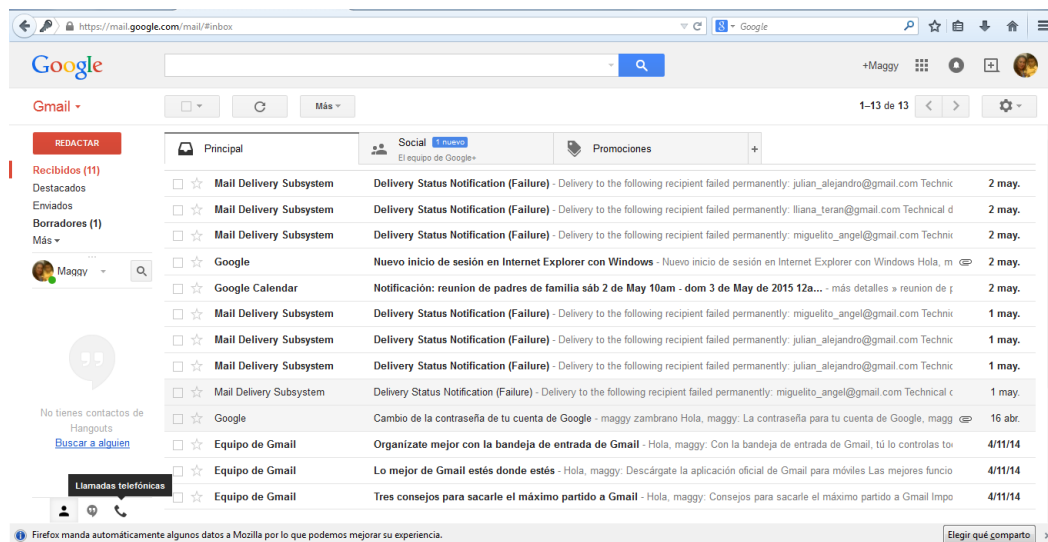 https://mail.google.com/mail/#inbox
8 Google
Google
+Maggy
Gmail
Más
1–13 de 13
REDACTAR
Principal
Social 1 nuevo
El equipo de Google+
Promociones
+
Recibidos (11)
Destacados
Enviados
Borradores (1)
Más
Maggy
No tienes contactos de
Hangouts
Buscar a alguien
Llamadas telefónicas
Mail Delivery Subsystem Delivery Status Notification (Failure) - Delivery to the following recipient failed permanently: julian_alejandro@gmail.com Technic 2 may.
Mail Delivery Subsystem Delivery Status Notification (Failure) - Delivery to the following recipient failed permanently: lliana_teran@gmail.com Technical d 2 may.
Mail Delivery Subsystem Delivery Status Notification (Failure) - Delivery to the following recipient failed permanently: miguelito_angel@gmail.com Technic 2 may.
Google Nuevo inicio de sesión en Internet Explorer con Windows - Nuevo inicio de sesión en Internet Explorer con Windows Hola, m 2 may.
Google Calendar Notificación: reunion de padres de familia sáb 2 de May 10am - dom 3 de May de 2015 12a... - más detalles » reunion de p 2 may.
Mail Delivery Subsystem Delivery Status Notification (Failure) - Delivery to the following recipient failed permanently: miguelito_angel@gmail.com Technic 1 may.
Mail Delivery Subsystem Delivery Status Notification (Failure) - Delivery to the following recipient failed permanently: julian_alejandro@gmail.com Technic 1 may.
Mail Delivery Subsystem Delivery Status Notification (Failure) - Delivery to the following recipient failed permanently: julian_alejandro@gmail.com Technic 1 may.
Mail Delivery Subsystem Delivery Status Notification (Failure) - Delivery to the following recipient failed permanently: miguelito_angel@gmail.com Technical c 1 may.
Google Cambio de la contraseña de tu cuenta de Google - maggy zambrano Hola, maggy: La contraseña para tu cuenta de Google, magg 16 abr.
Equipo de Gmail Organízate mejor con la bandeja de entrada de Gmail - Hola, maggy: Con la bandeja de entrada de Gmail, tú lo controlas to 4/11/14
Equipo de Gmail Lo mejor de Gmail estés donde estés - Hola, maggy: Descárgate la aplicación oficial de Gmail para móviles Las mejores funcio 4/11/14
Equipo de Gmail Tres consejos para sacarle el máximo partido a Gmail - Hola, maggy: Consejos para sacarle el máximo partido a Gmail Impo 4/11/14
Firefox manda automáticamente algunos datos a Mozilla por lo que podemos mejorar su experiencia.
Elegir qué comparto